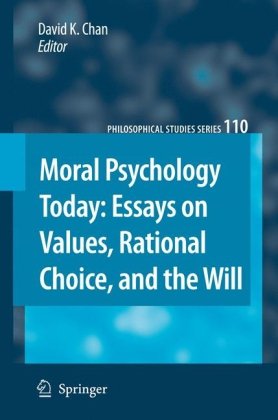 David K. Chan
Editor
PHILOSOPHICAL STUDIES SERIES 110
Moral Psychology
Today: Essays on
Values, Rational
Choice, and the Will
Springer